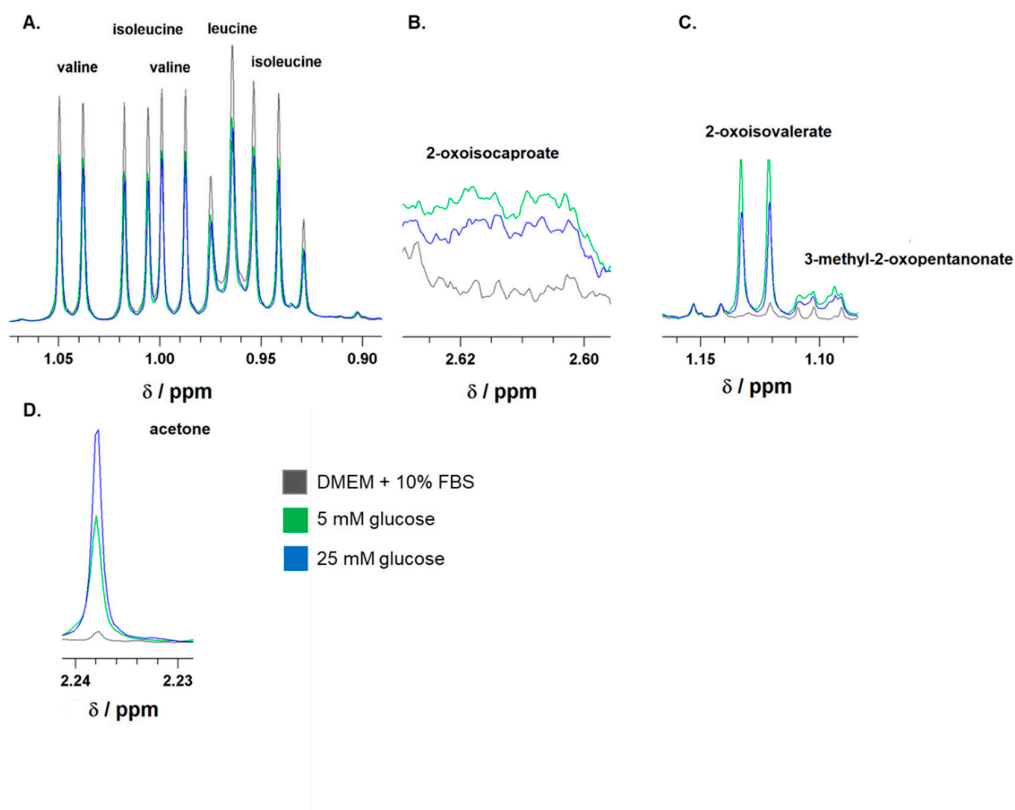 A.
B.
C.
isoleucine
leucine
valine
valine
isoleucine
2-oxoisocaproate
2-oxoisovalerate
3-methyl-2-oxopentanonate
1.05
1.00
0.95
0.90
δ / ppm
2.62
2.60
δ / ppm
1.15
1.10
δ / ppm
D.
acetone
2.24
2.23
δ / ppm
DMEM + 10% FBS
5 mM glucose
25 mM glucose